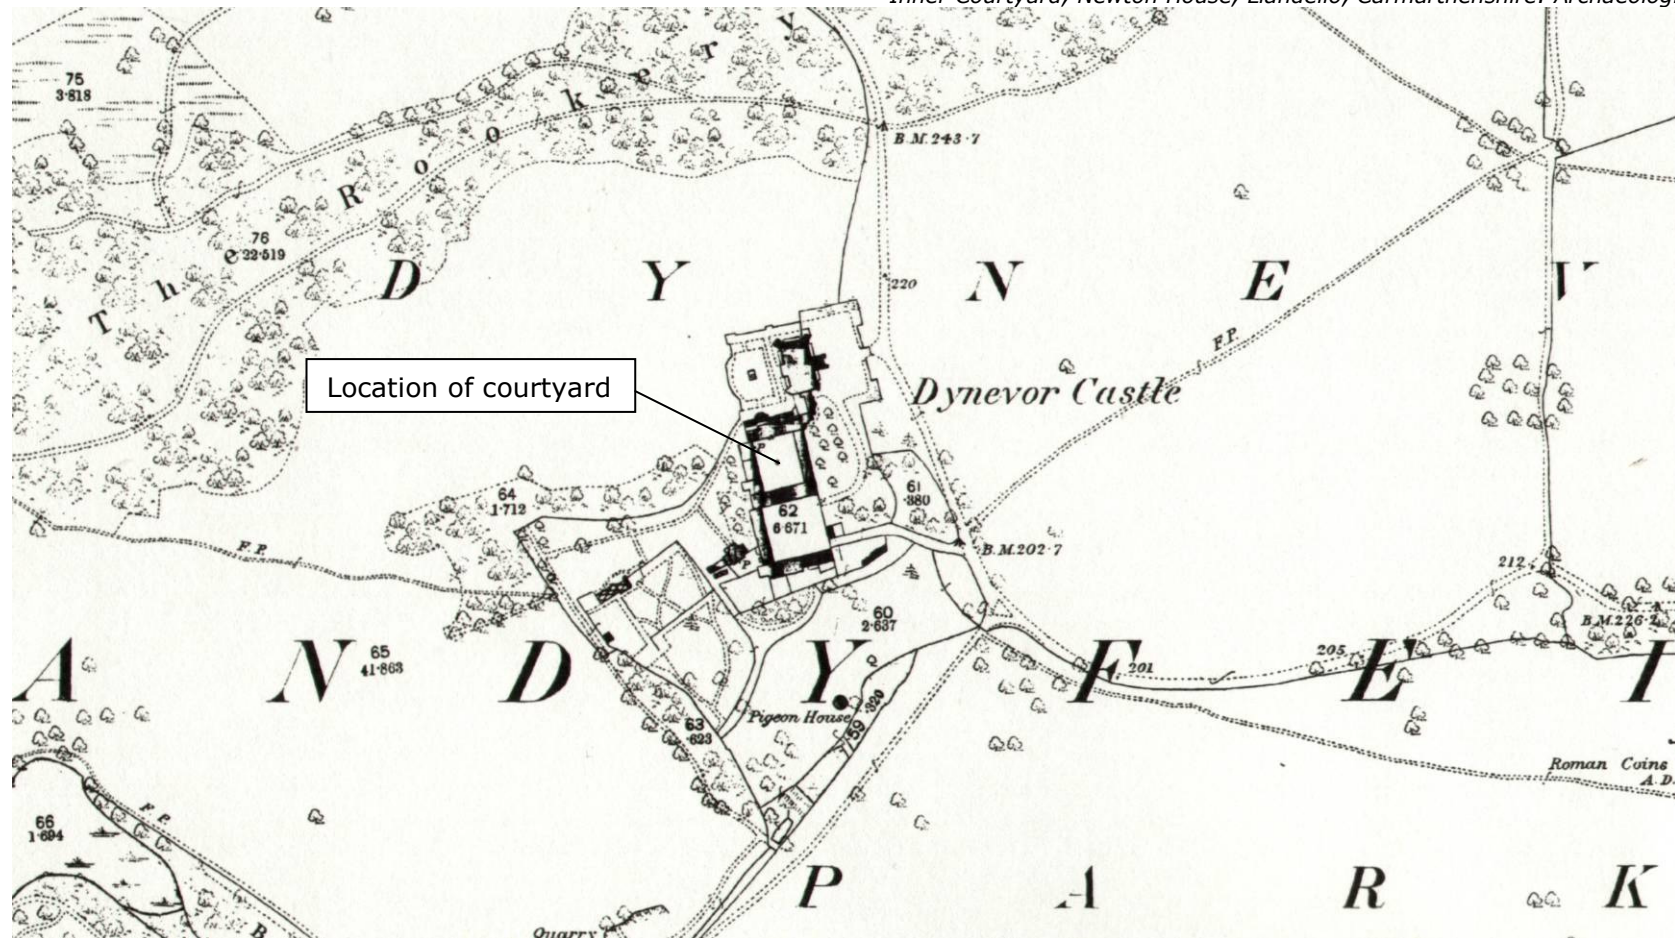 Inner Courtyard, Newton House, Llandeilo, Carmarthenshire: Archaeolog
75
3·818
The Rookery
B.M. 243·7
76
22·519
D Y N E V
220
F.P.
Location of courtyard
Dynevor Castle
P
64
1·712
61
·380
62
6·671
F.P.
P
B.M. 202·7
212
60
2·637
B.M. 226·2
65
41·863
205
201
A N D Y F E I
63
·623
Pigeon House
59
·320
Roman Coins
A.D.
F.P.
66
1·694
P A R K
B
Quarry